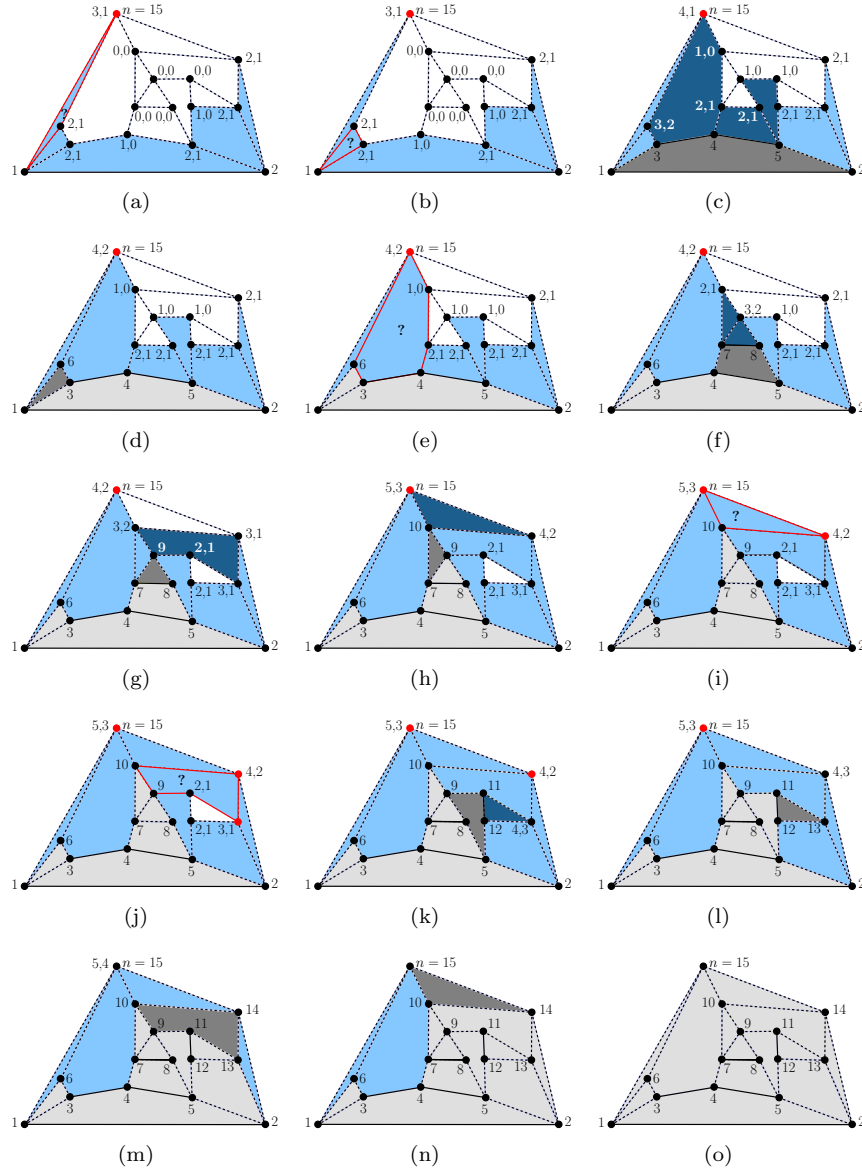 3,1 n = 15
0,0 2,1
0,0 0,0
?
2,1 0,0 0,0 1,0 2,1
2,1 1,0 2,1
1 2
(a)
3,1 n = 15
0,0 2,1
0,0 0,0
2,1 0,0 0,0 1,0 2,1
? 2,1 1,0 2,1
1 2
(b)
4,1 n = 15
1,0 2,1
1,0 1,0
2,1 2,1 2,1 2,1
3,2
3 4 5
1 2
(c)
4,2 n = 15
1,0 2,1
1,0 1,0
2,1 2,1 2,1 2,1
6
3 4 5
1 2
(d)
4,2 n = 15
1,0 2,1
1,0 1,0
?
2,1 2,1 2,1 2,1
6
3 4 5
1 2
(e)
4,2 n = 15
2,1 2,1
3,2 1,0
7 8 2,1 2,1
6
3 4 5
1 2
(f)
4,2 n = 15
3,2 3,1
9 2,1
7 8 2,1 3,1
6
3 4 5
1 2
(g)
5,3 n = 15
10 4,2
9 2,1
7 8 2,1 3,1
6
3 4 5
1 2
(h)
5,3 n = 15
? 4,2
10
9 2,1
7 8 2,1 3,1
6
3 4 5
1 2
(i)
5,3 n = 15
10 4,2
?
9 2,1
7 8 2,1 3,1
6
3 4 5
1 2
(j)
5,3 n = 15
10 4,2
9 11
7 8 12 4,3
6
3 4 5
1 2
(k)
5,3 n = 15
10 4,3
9 11
7 8 12 13
6
3 4 5
1 2
(l)
5,4 n = 15
10 14
9 11
7 8 12 13
6
3 4 5
1 2
(m)
n = 15
10 14
9 11
7 8 12 13
6
3 4 5
1 2
(n)
n = 15
10 14
9 11
7 8 12 13
6
3 4 5
1 2
(o)